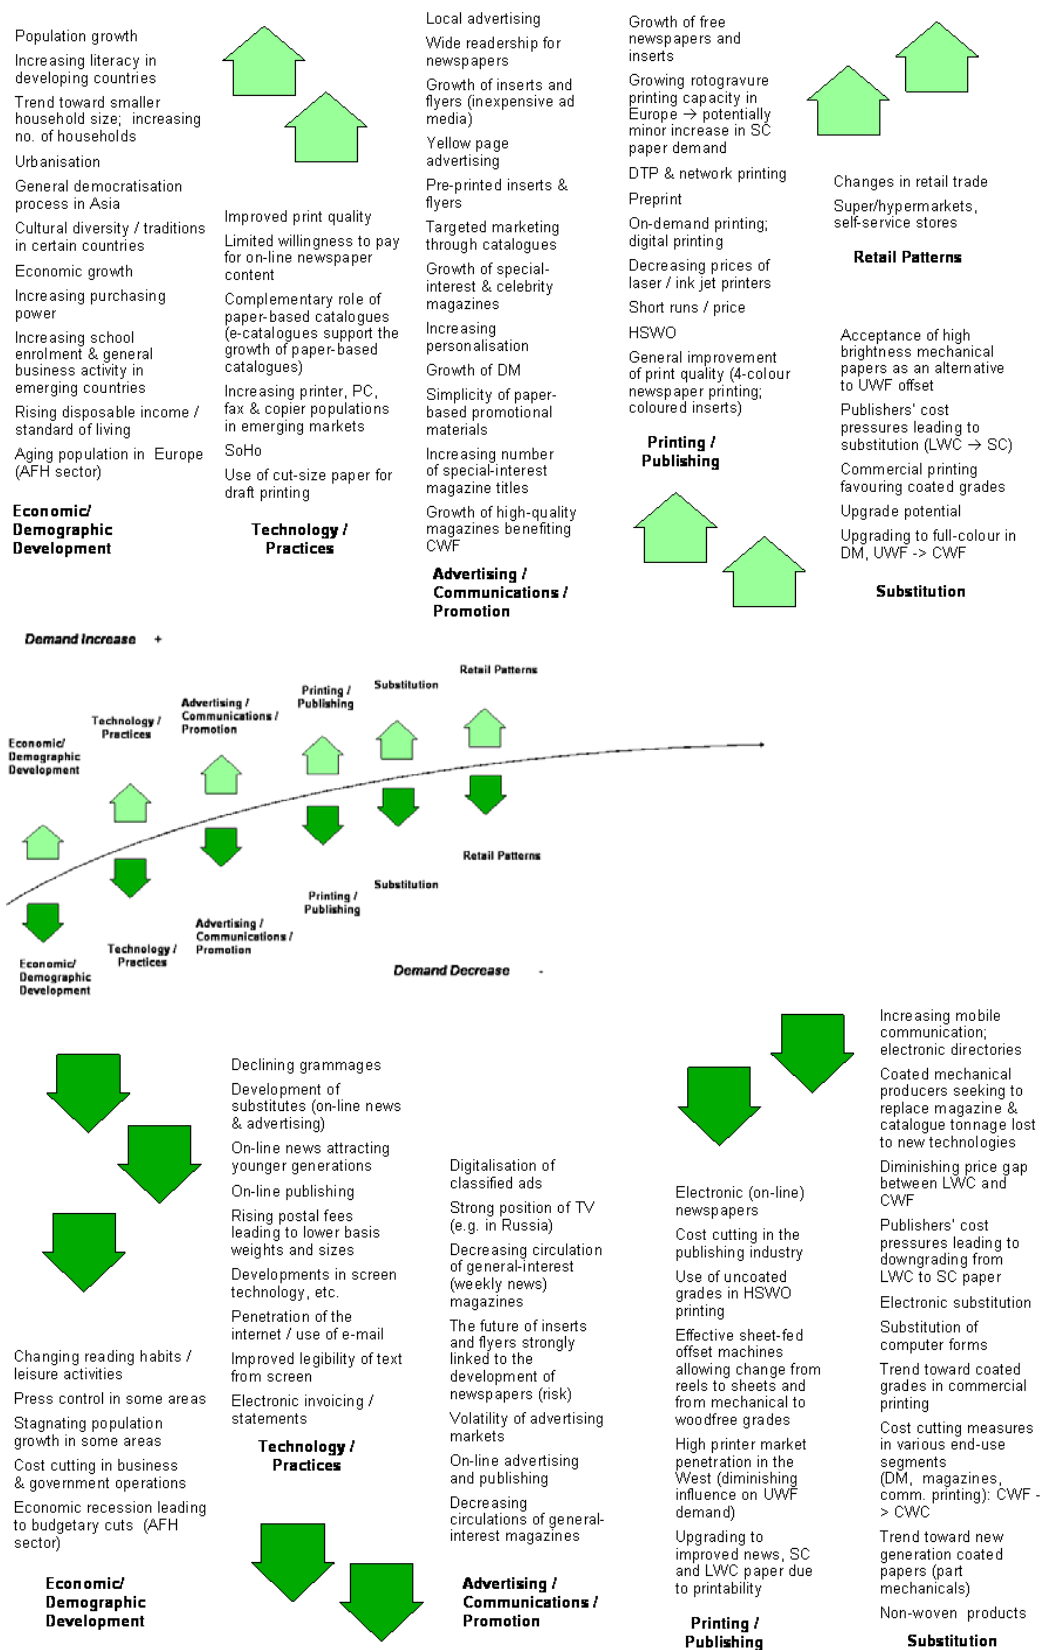 Population growth
Increasing literacy in
developing countries
Trend toward smaller
household size; increasing
no. of households
Urbanisation
General democratisation
process in Asia
Cultural diversity / traditions
in certain countries
Economic growth
Increasing purchasing
power
Increasing school
enrolment & general
business activity in
emerging countries
Rising disposable income /
standard of living
Aging population in Europe
(AFH sector)
Economic/
Demographic
Development
Improved print quality
Limited willingness to pay
for on-line newspaper
content
Complementary role of
paper-based catalogues
(e-catalogues support the
growth of paper-based
catalogues)
Increasing printer, PC,
fax & copier populations
in emerging markets
SoHo
Use of cut-size paper for
draft printing
Technology /
Practices
Local advertising
Wide readership for
newspapers
Growth of inserts and
flyers (inexpensive ad
media)
Yellow page
advertising
Pre-printed inserts &
flyers
Targeted marketing
through catalogues
Growth of special-
interest & celebrity
magazines
Increasing
personalisation
Growth of DM
Simplicity of paper-
based promotional
materials
Increasing number
of special-interest
magazine titles
Growth of high-quality
magazines benefiting
CWF
Advertising /
Communications /
Promotion
Growth of free
newspapers and
inserts
Growing rotogravure
printing capacity in
Europe → potentially
minor increase in SC
paper demand
DTP & network printing
Preprint
On-demand printing;
digital printing
Decreasing prices of
laser / ink jet printers
Short runs / price
HSWO
General improvement
of print quality (4-colour
newspaper printing;
coloured inserts)
Printing /
Publishing
Changes in retail trade
Super/hypermarkets,
self-service stores
Retail Patterns
Acceptance of high
brightness mechanical
papers as an alternative
to UWF offset
Publishers' cost
pressures leading to
substitution (LWC → SC)
Commercial printing
favouring coated grades
Upgrade potential
Upgrading to full-colour in
DM, UWF -> CWF
Substitution
Demand Increase +
Economic/
Demographic
Development
Technology /
Practices
Advertising /
Communications /
Promotion
Printing /
Publishing
Substitution
Retail Patterns
Economic/
Demographic
Development
Technology /
Practices
Advertising /
Communications /
Promotion
Printing /
Publishing
Substitution
Retail Patterns
Demand Decrease -
Changing reading habits /
leisure activities
Press control in some areas
Stagnating population
growth in some areas
Cost cutting in business
& government operations
Economic recession leading
to budgetary cuts (AFH
sector)
Economic/
Demographic
Development
Declining grammages
Development of
substitutes (on-line news
& advertising)
On-line news attracting
younger generations
On-line publishing
Rising postal fees
leading to lower basis
weights and sizes
Developments in screen
technology, etc.
Penetration of the
internet / use of e-mail
Improved legibility of text
from screen
Electronic invoicing /
statements
Technology /
Practices
Digitalisation of
classified ads
Strong position of TV
(e.g. in Russia)
Decreasing circulation
of general-interest
(weekly news)
magazines
The future of inserts
and flyers strongly
linked to the
development of
newspapers (risk)
Volatility of advertising
markets
On-line advertising
and publishing
Decreasing
circulations of general-
interest magazines
Advertising /
Communications /
Promotion
Electronic (on-line)
newspapers
Cost cutting in the
publishing industry
Use of uncoated
grades in HSWO
printing
Effective sheet-fed
offset machines
allowing change from
reels to sheets and
from mechanical to
woodfree grades
High printer market
penetration in the
West (diminishing
influence on UWF
demand)
Upgrading to
improved news, SC
and LWC paper due
to printability
Printing /
Publishing
Increasing mobile
communication;
electronic directories
Coated mechanical
producers seeking to
replace magazine &
catalogue tonnage lost
to new technologies
Diminishing price gap
between LWC and
CWF
Publishers' cost
pressures leading to
downgrading from
LWC to SC paper
Electronic substitution
Substitution of
computer forms
Trend toward coated
grades in commercial
printing
Cost cutting measures
in various end-use
segments
(DM, magazines,
comm. printing): CWF -
> CWC
Trend toward new
generation coated
papers (part
mechanicals)
Non-woven products
Substitution